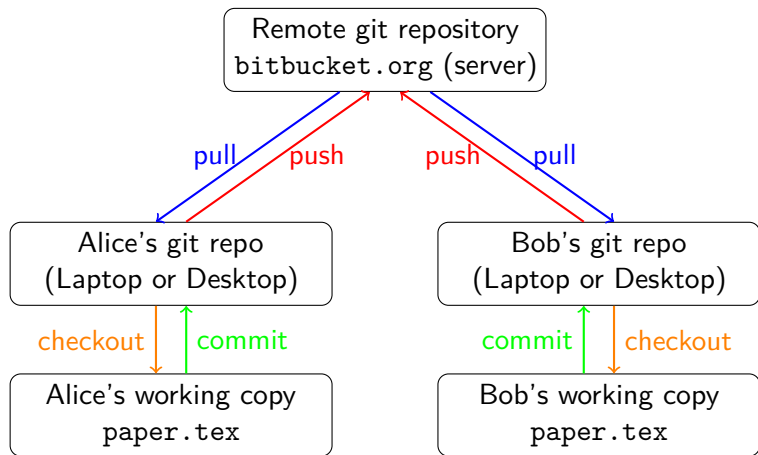 Remote git repository
bitbucket.org (server)
pull
push
push
pull
Alice's git repo
(Laptop or Desktop)
Bob's git repo
(Laptop or Desktop)
checkout
commit
commit
checkout
Alice's working copy
paper.tex
Bob's working copy
paper.tex